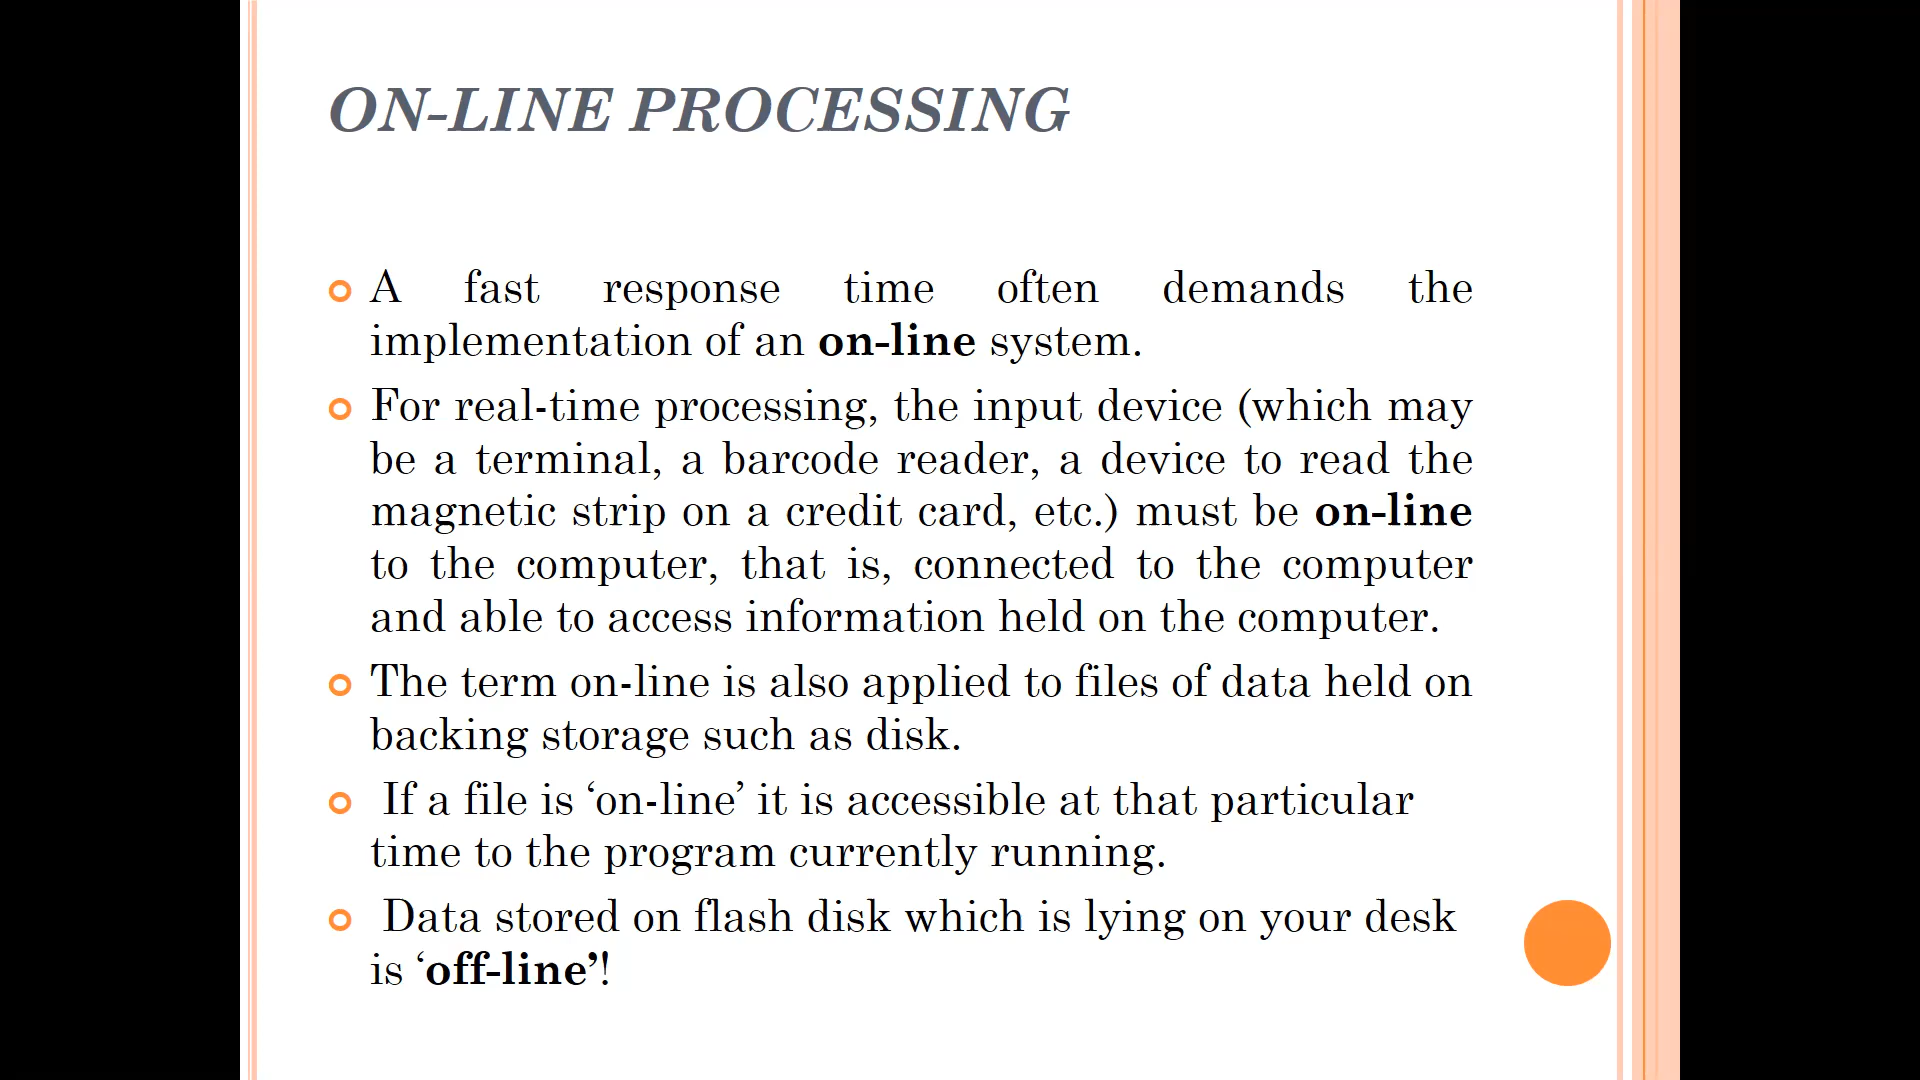 ON-LINE PROCESSING
A fast response time often demands the
implementation of an on-line system.
For real-time processing, the input device (which may
be a terminal, a barcode reader, a device to read the
magnetic strip on a credit card, etc.) must be on-line
to the computer, that is, connected to the computer
and able to access information held on the computer.
The term on-line is also applied to files of data held on
backing storage such as disk.
If a file is ‘on-line’ it is accessible at that particular
time to the program currently running.
Data stored on flash disk which is lying on your desk
is ‘off-line’!